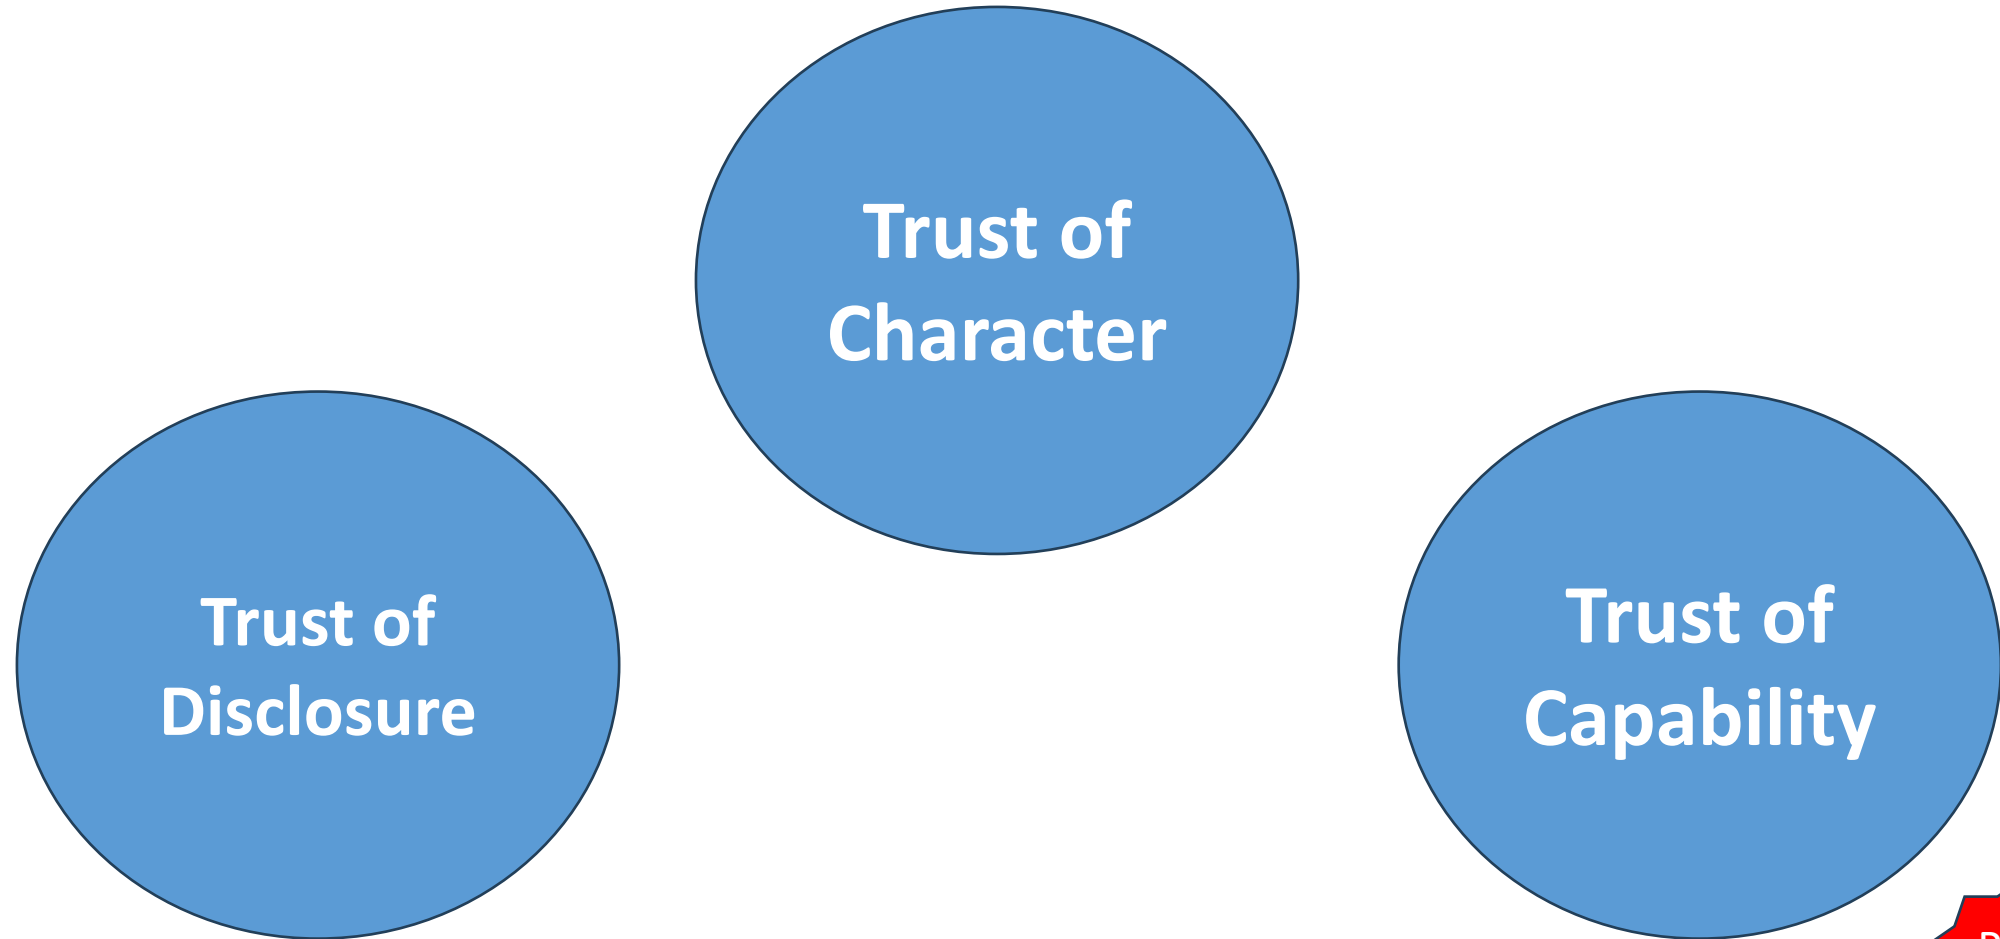 Trust of
Character
Trust of
Disclosure
Trust of
Capability